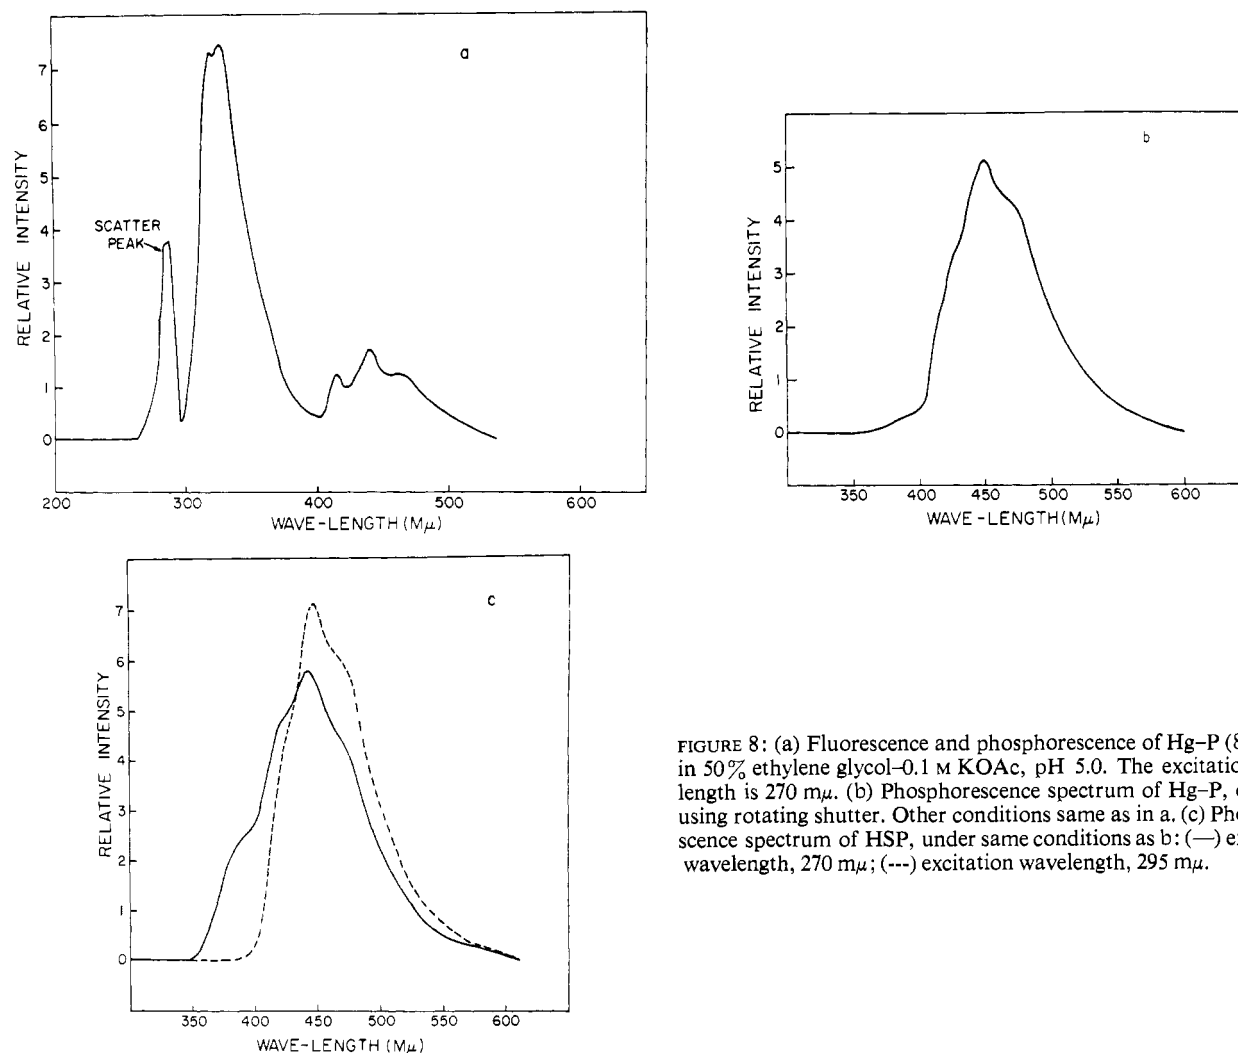 a
RELATIVE INTENSITY
7
6
5
4
3
2
1
0
SCATTER
PEAK
200 300 400 500 600
WAVE-LENGTH (Mμ)
b
RELATIVE INTENSITY
5
4
3
2
1
0
350 400 450 500 550 600
WAVE-LENGTH (Mμ)
c
RELATIVE INTENSITY
7
6
5
4
3
2
1
0
350 400 450 500 550 600
WAVE-LENGTH (Mμ)
FIGURE 8: (a) Fluorescence and phosphorescence of Hg–P (8
in 50% ethylene glycol–0.1 M KOAc, pH 5.0. The excitatio
length is 270 mμ. (b) Phosphorescence spectrum of Hg–P,
using rotating shutter. Other conditions same as in a. (c) Pho
scence spectrum of HSP, under same conditions as b: (—) e
wavelength, 270 mμ; (---) excitation wavelength, 295 mμ.